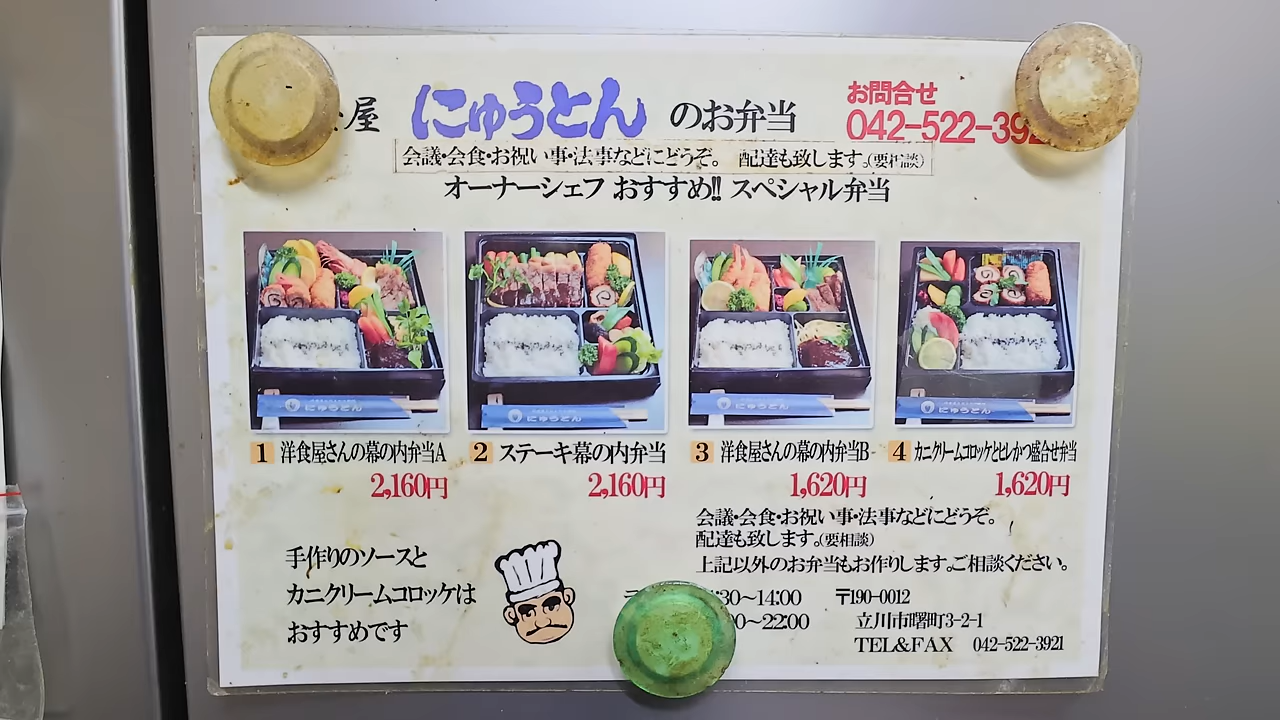 屋 にゅうとん のお弁当
お問合せ
042-522-39
会議・会食・お祝い事・法事などにどうぞ。 配達も致します。(要相談)
オーナーシェフ おすすめ!! スペシャル弁当
にゅうとん
にゅうとん
にゅうとん
にゅうとん
1 洋食屋さんの幕の内弁当A
2,160円
2 ステーキ幕の内弁当
2,160円
3 洋食屋さんの幕の内弁当B
1,620円
4 カニクリームコロッケとヒレかつ盛合せ弁当
1,620円
会議・会食・お祝い事・法事などにどうぞ。
配達も致します。(要相談)
上記以外のお弁当もお作りします。ご相談ください。
手作りのソースと
カニクリームコロッケは
おすすめです
30〜14:00
00〜22:00
〒190-0012
立川市曙町3-2-1
TEL&FAX 042-522-3921